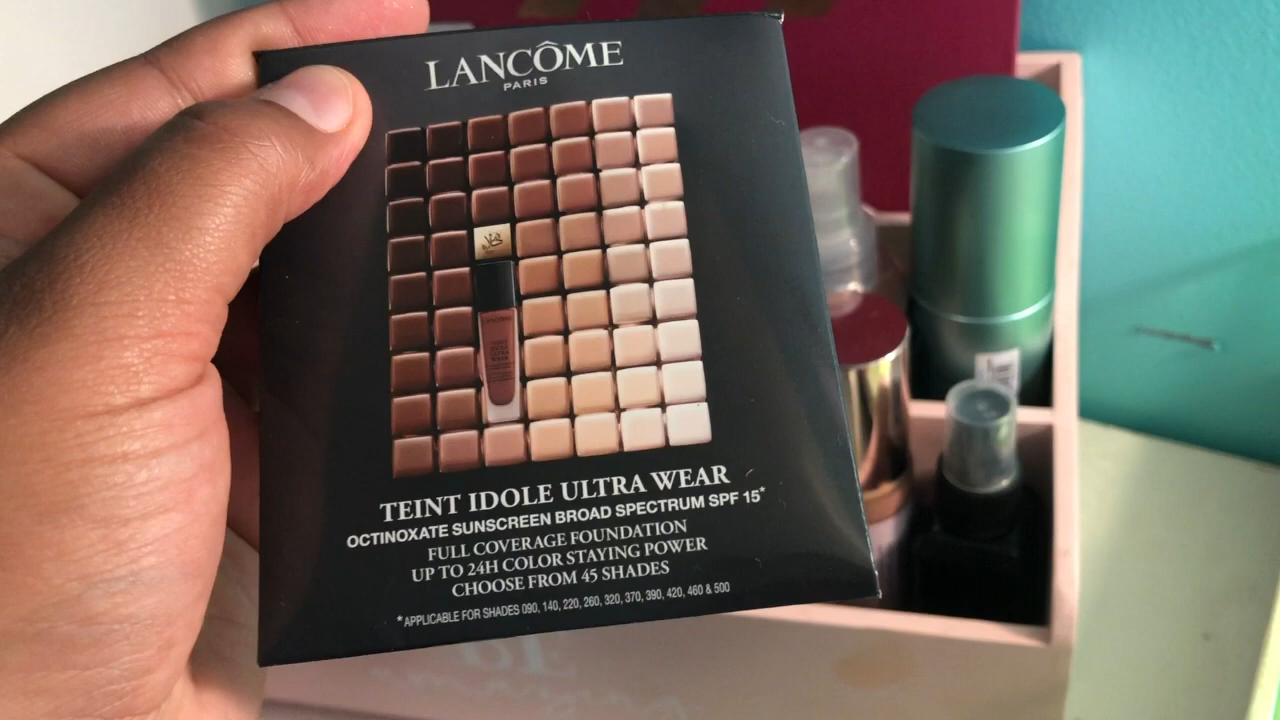 LANCÔME
PARIS
LANCÔME
TEINT IDOLE ULTRA WEAR
OCTINOXATE SUNSCREEN BROAD SPECTRUM SPF 15*
FULL COVERAGE FOUNDATION
UP TO 24H COLOR STAYING POWER
CHOOSE FROM 45 SHADES
*APPLICABLE FOR SHADES 090, 140, 220, 260, 320, 370, 390, 420, 460 & 500